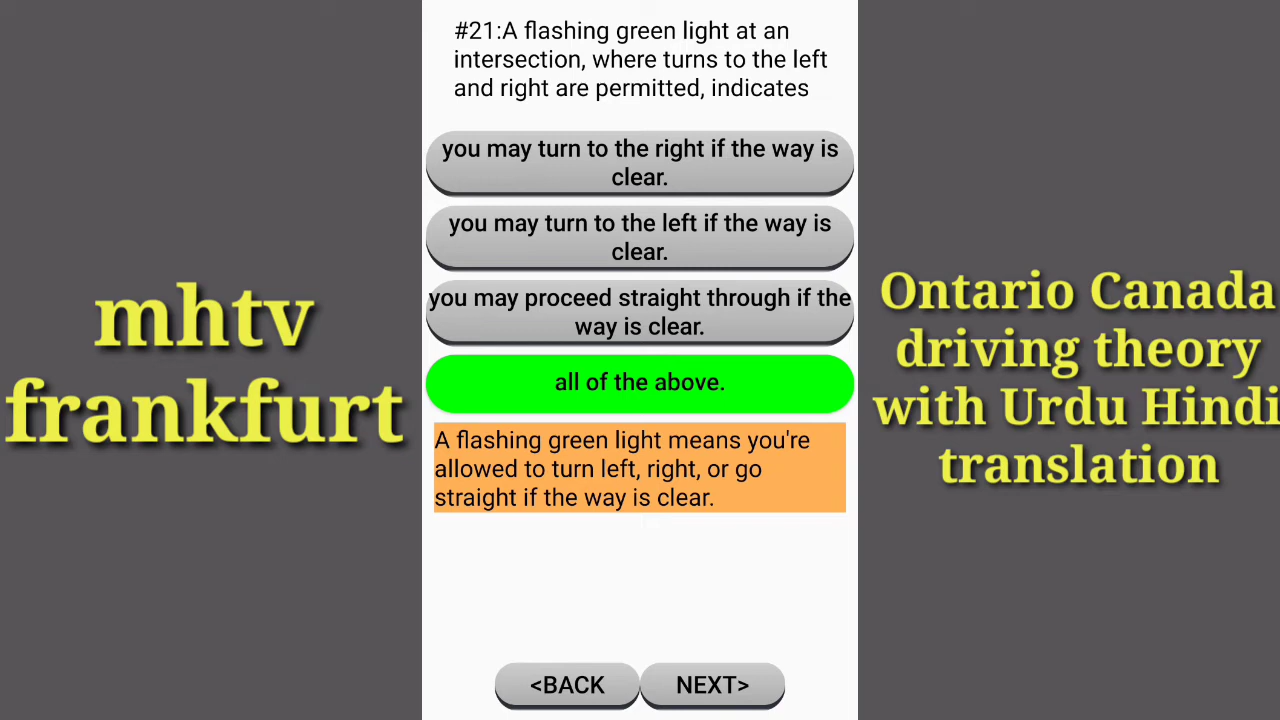 #21:A flashing green light at an
intersection, where turns to the left
and right are permitted, indicates
you may turn to the right if the way is
clear.
you may turn to the left if the way is
clear.
you may proceed straight through if the
way is clear.
all of the above.
A flashing green light means you're
allowed to turn left, right, or go
straight if the way is clear.
<BACK
NEXT>
mhtv
frankfurt
Ontario Canada
driving theory
with Urdu Hindi
translation